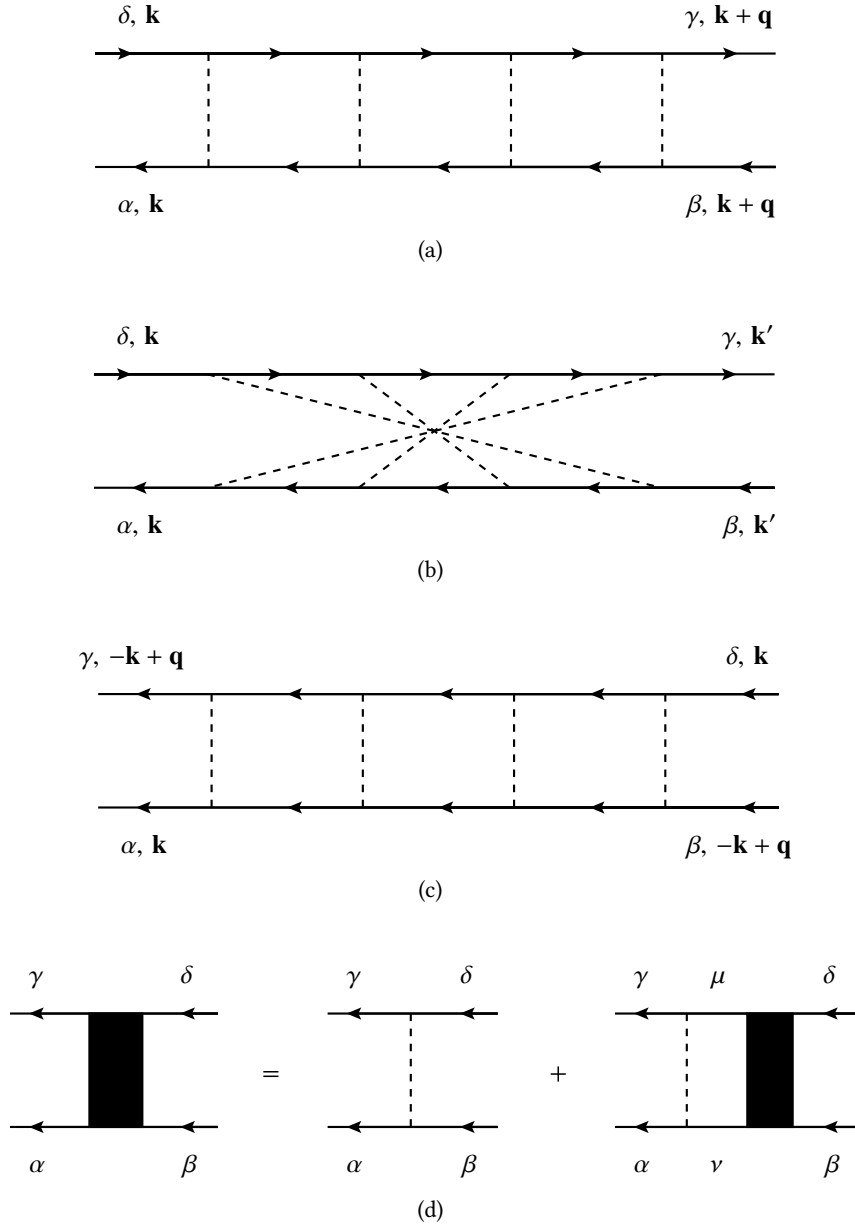 δ, k γ, k + q
α, k β, k + q
(a)
δ, k γ, k′
α, k β, k′
(b)
γ, −k + q δ, k
α, k β, −k + q
(c)
γ δ γ δ γ μ δ
= +
α β α β α ν β
(d)